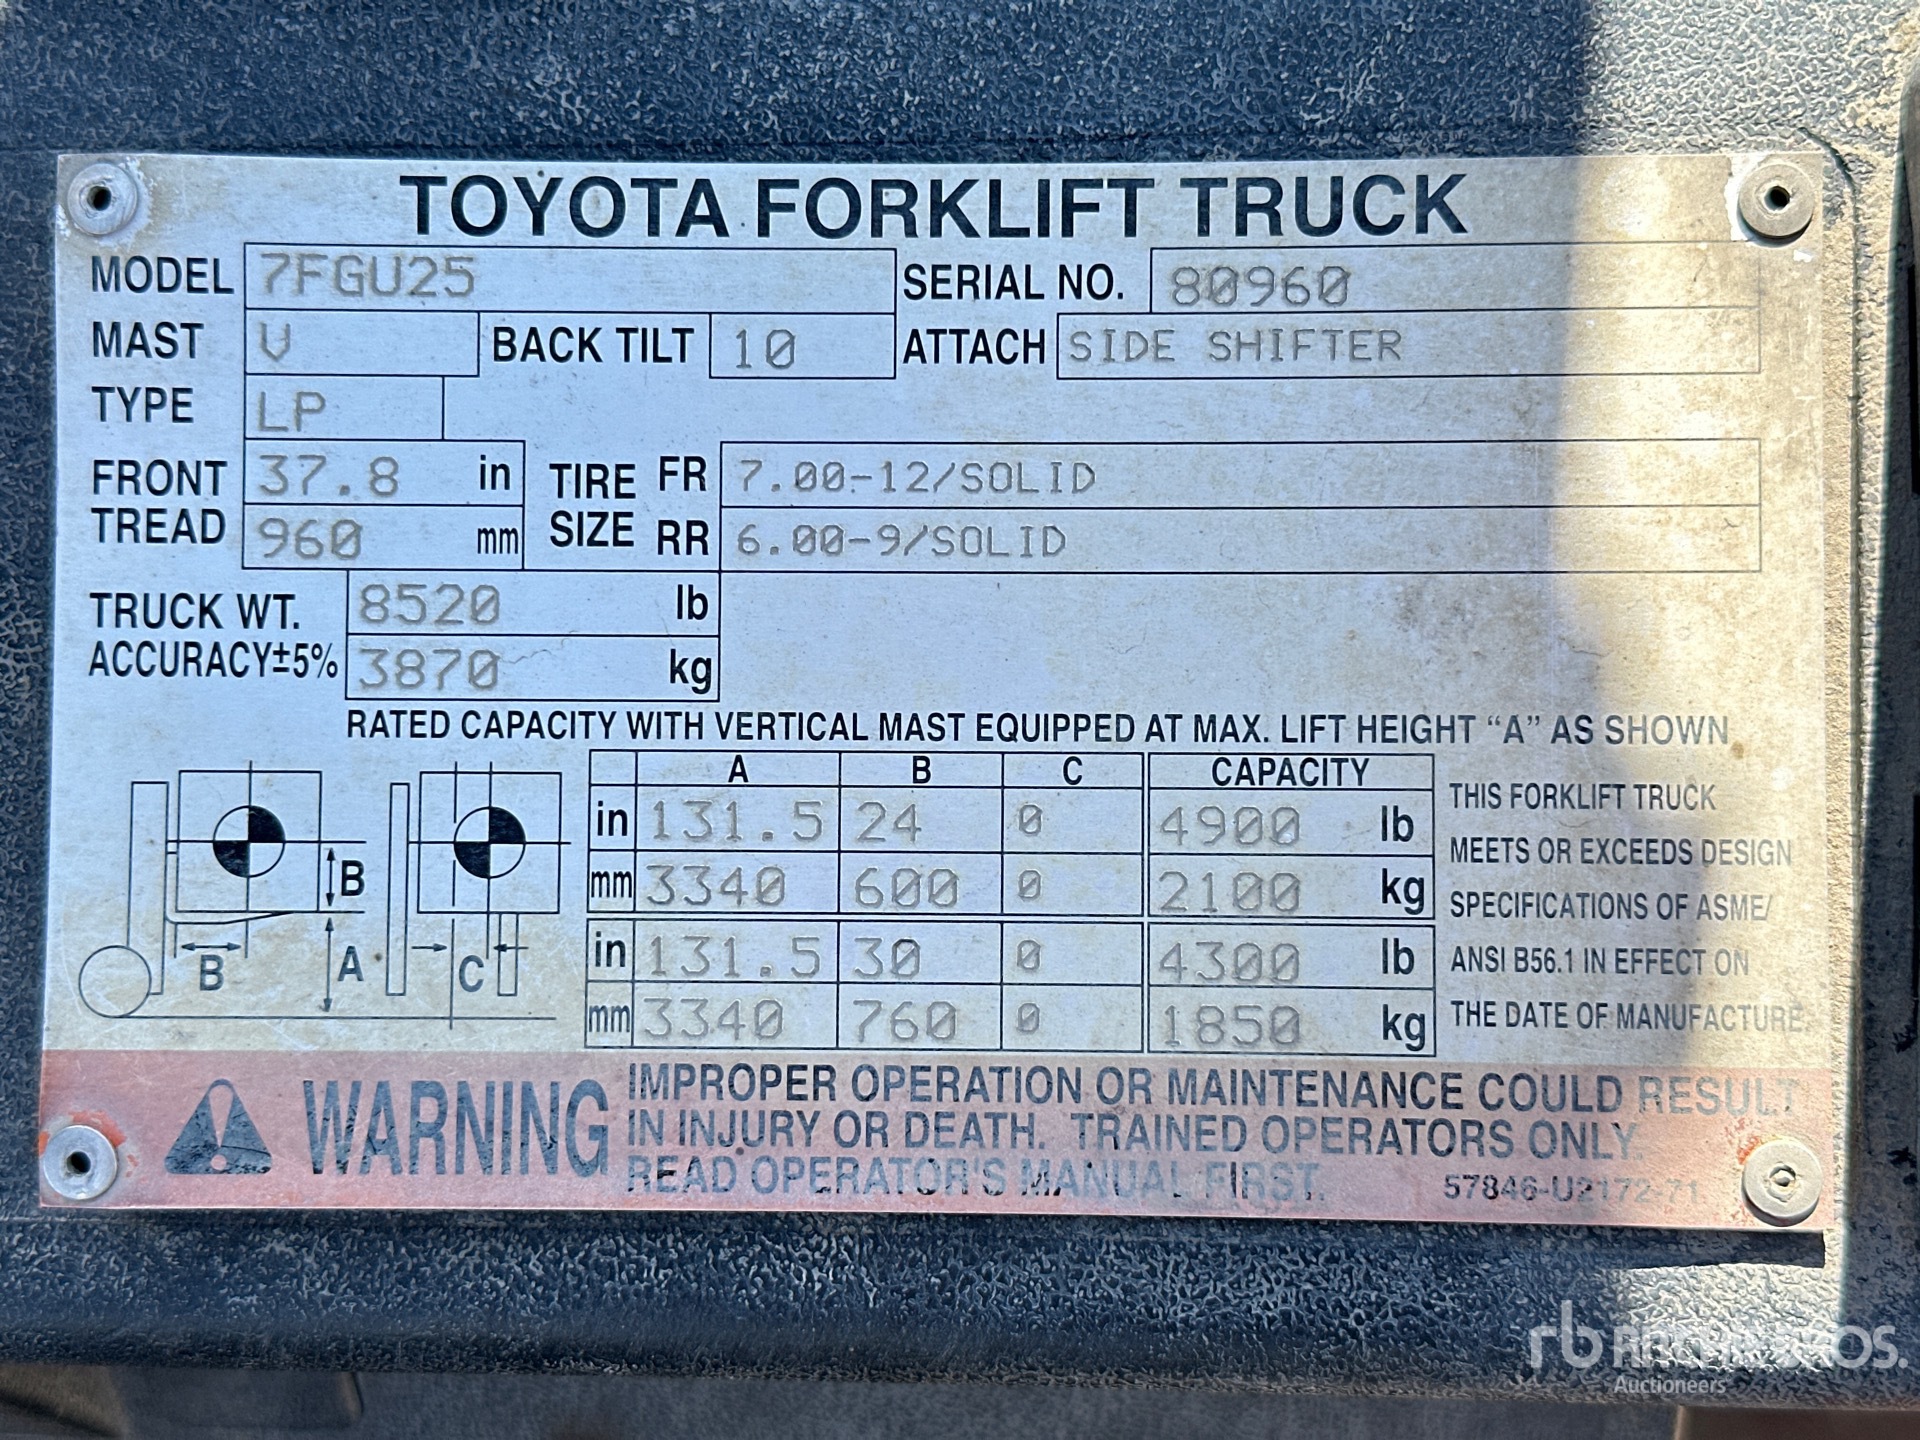 TOYOTA FORKLIFT TRUCK
MODEL 7FGU25 SERIAL NO. 80960
MAST V BACK TILT 10 ATTACH SIDE SHIFTER
TYPE LP
FRONT TREAD 37.8 in TIRE SIZE FR 7.00-12/SOLID
960 mm RR 6.00-9/SOLID
TRUCK WT. 8520 lb
ACCURACY±5% 3870 kg
RATED CAPACITY WITH VERTICAL MAST EQUIPPED AT MAX. LIFT HEIGHT "A" AS SHOWN
A B C CAPACITY
in 131.5 24 0 4900 lb
mm 3340 600 0 2100 kg
in 131.5 30 0 4300 lb
mm 3340 760 0 1850 kg
B
B A C
THIS FORKLIFT TRUCK
MEETS OR EXCEEDS DESIGN
SPECIFICATIONS OF ASME/
ANSI B56.1 IN EFFECT ON
THE DATE OF MANUFACTURE.
WARNING
IMPROPER OPERATION OR MAINTENANCE COULD RESULT
IN INJURY OR DEATH. TRAINED OPERATORS ONLY.
READ OPERATOR'S MANUAL FIRST. 57846-U2172-71
rb RITCHIE BROS.
Auctioneers